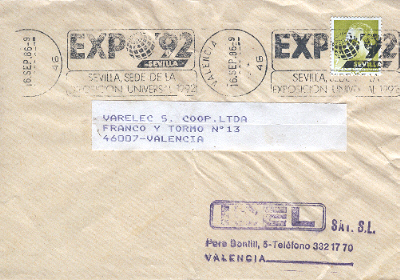 16.SEP.86-9
46
EXPO'92
SEVILLA
SEVILLA, SEDE DE LA
EXPOSICION UNIVERSAL 1992
VALENCIA
16.SEP.86-9
46
EXPO'92
SEVILLA
SEVILLA, SEDE DE LA
EXPOSICION UNIVERSAL 1992
VARELEC S. COOP.LTDA
FRANCO Y TORMO Nº13
46007-VALENCIA
SAT. S.L.
Pere Bonfill, 5-Teléfono 332 17 70
VALENCIA